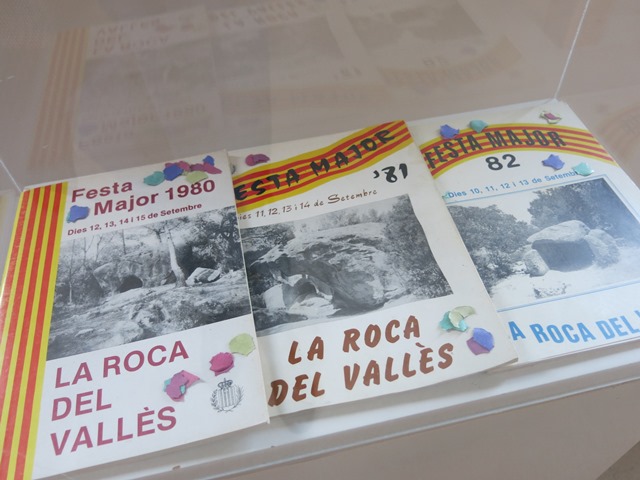 Festa
Major 1980
Dies 12, 13, 14 i 15 de Setembre
LA ROCA
DEL
VALLÈS
FESTA MAJOR
'81
Dies 11, 12, 13 i 14 de Setembre
LA ROCA
DEL VALLÈS
FESTA MAJOR
82
Dies 10, 11, 12 i 13 de Setembre
LA ROCA DEL